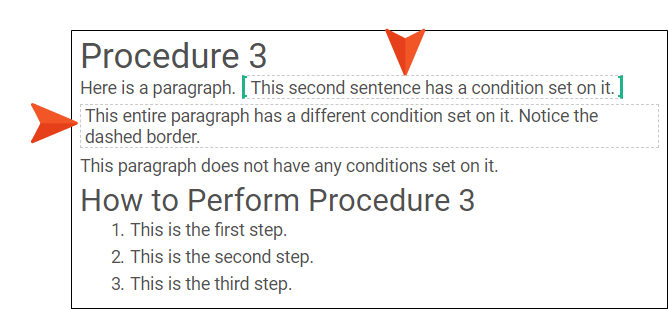 Procedure 3
Here is a paragraph. [This second sentence has a condition set on it.]
This entire paragraph has a different condition set on it. Notice the
dashed border.
This paragraph does not have any conditions set on it.
How to Perform Procedure 3
1. This is the first step.
2. This is the second step.
3. This is the third step.